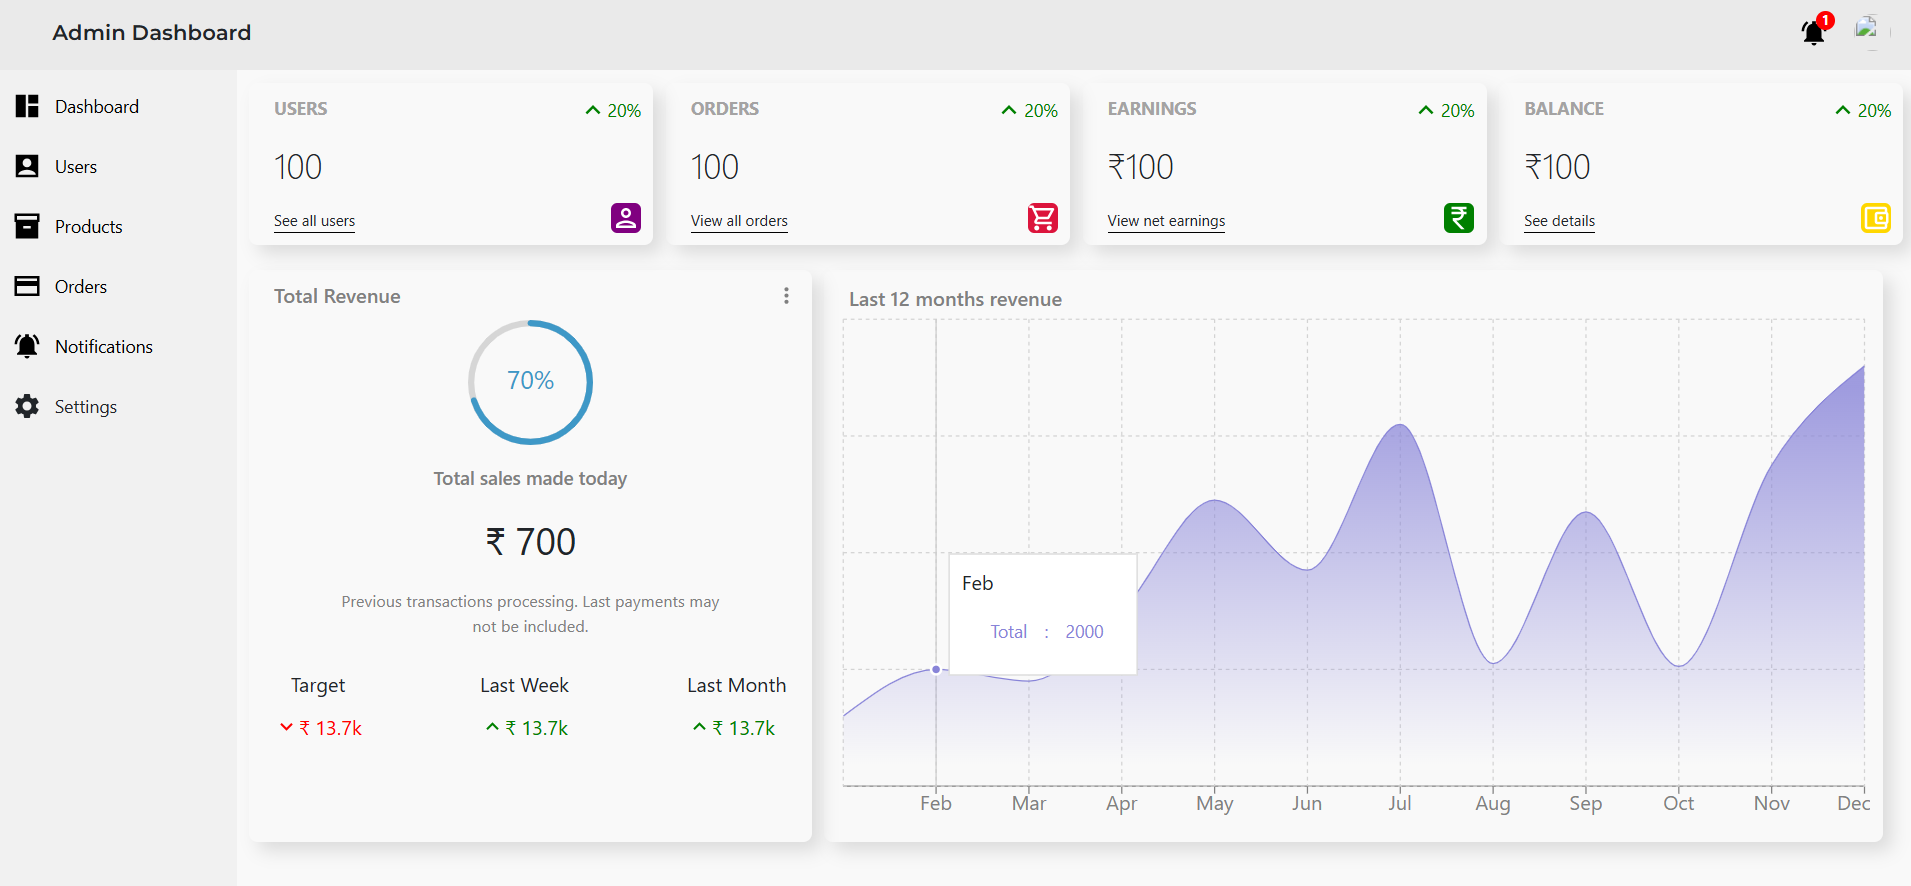 Admin Dashboard
1
Dashboard
Users
Products
Orders
Notifications
Settings
USERS
20%
100
See all users
ORDERS
20%
100
View all orders
EARNINGS
20%
₹100
View net earnings
BALANCE
20%
₹100
See details
Total Revenue
70%
Total sales made today
₹ 700
Previous transactions processing. Last payments may
not be included.
Target
Last Week
Last Month
₹ 13.7k
₹ 13.7k
₹ 13.7k
Last 12 months revenue
Feb
Total : 2000
Feb Mar Apr May Jun Jul Aug Sep Oct Nov Dec